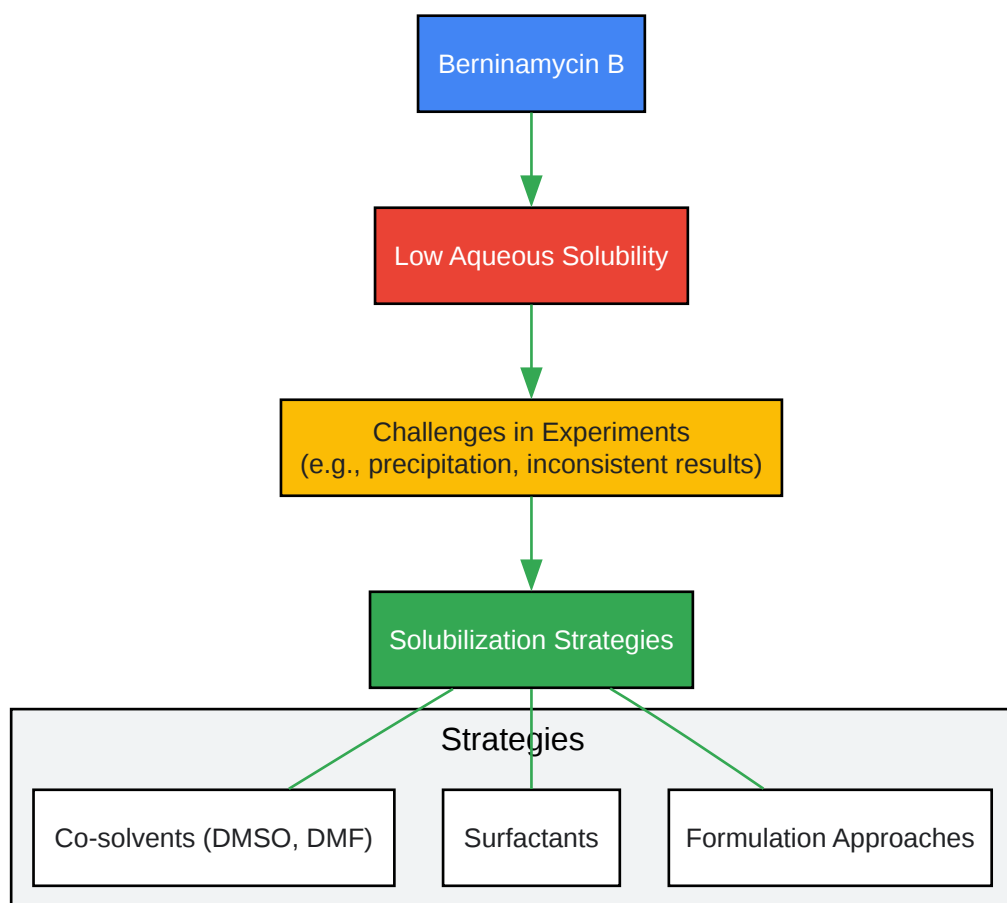 Berninamycin B
Low Aqueous Solubility
Challenges in Experiments
(e.g., precipitation, inconsistent results)
Solubilization Strategies
Strategies
Co-solvents (DMSO, DMF)
Surfactants
Formulation Approaches